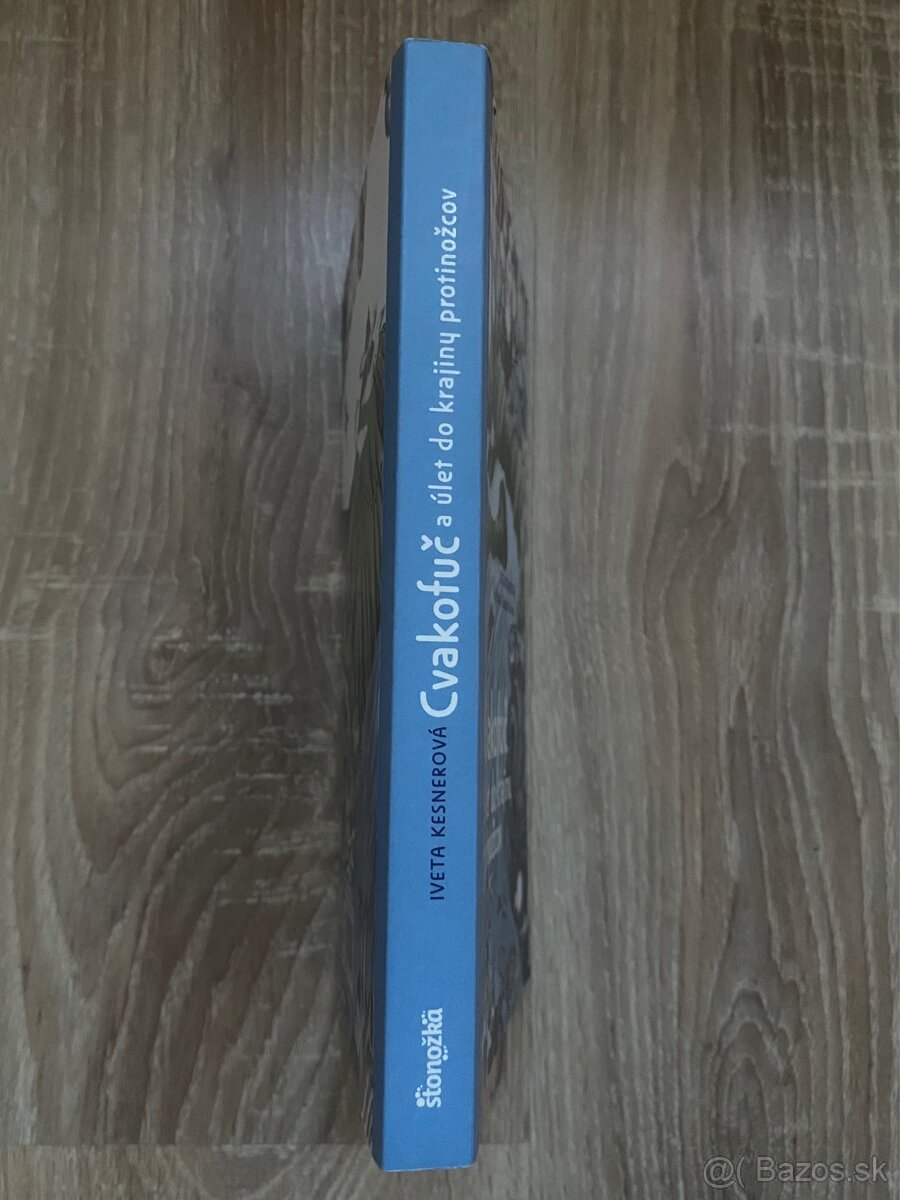 IVETA KESNEROVÁ Cvakofuč a úlet do krajiny protinožcov
stonožka
@( Bazos.sk